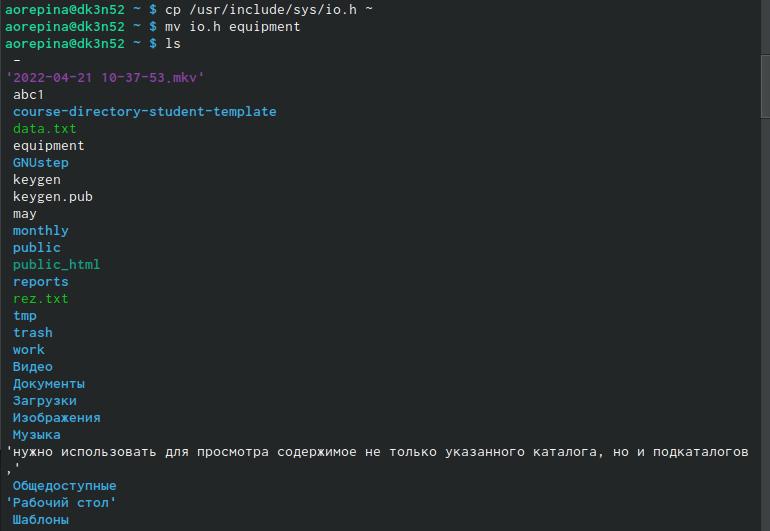 aorepina@dk3n52 ~ $ cp /usr/include/sys/io.h ~
aorepina@dk3n52 ~ $ mv io.h equipment
aorepina@dk3n52 ~ $ ls
-
'2022-04-21 10-37-53.mkv'
abc1
course-directory-student-template
data.txt
equipment
GNUstep
keygen
keygen.pub
may
monthly
public
public_html
reports
rez.txt
tmp
trash
work
Видео
Документы
Загрузки
Изображения
Музыка
'нужно использовать для просмотра содержимое не только указанного каталога, но и подкаталогов
,'
Общедоступные
'Рабочий стол'
Шаблоны